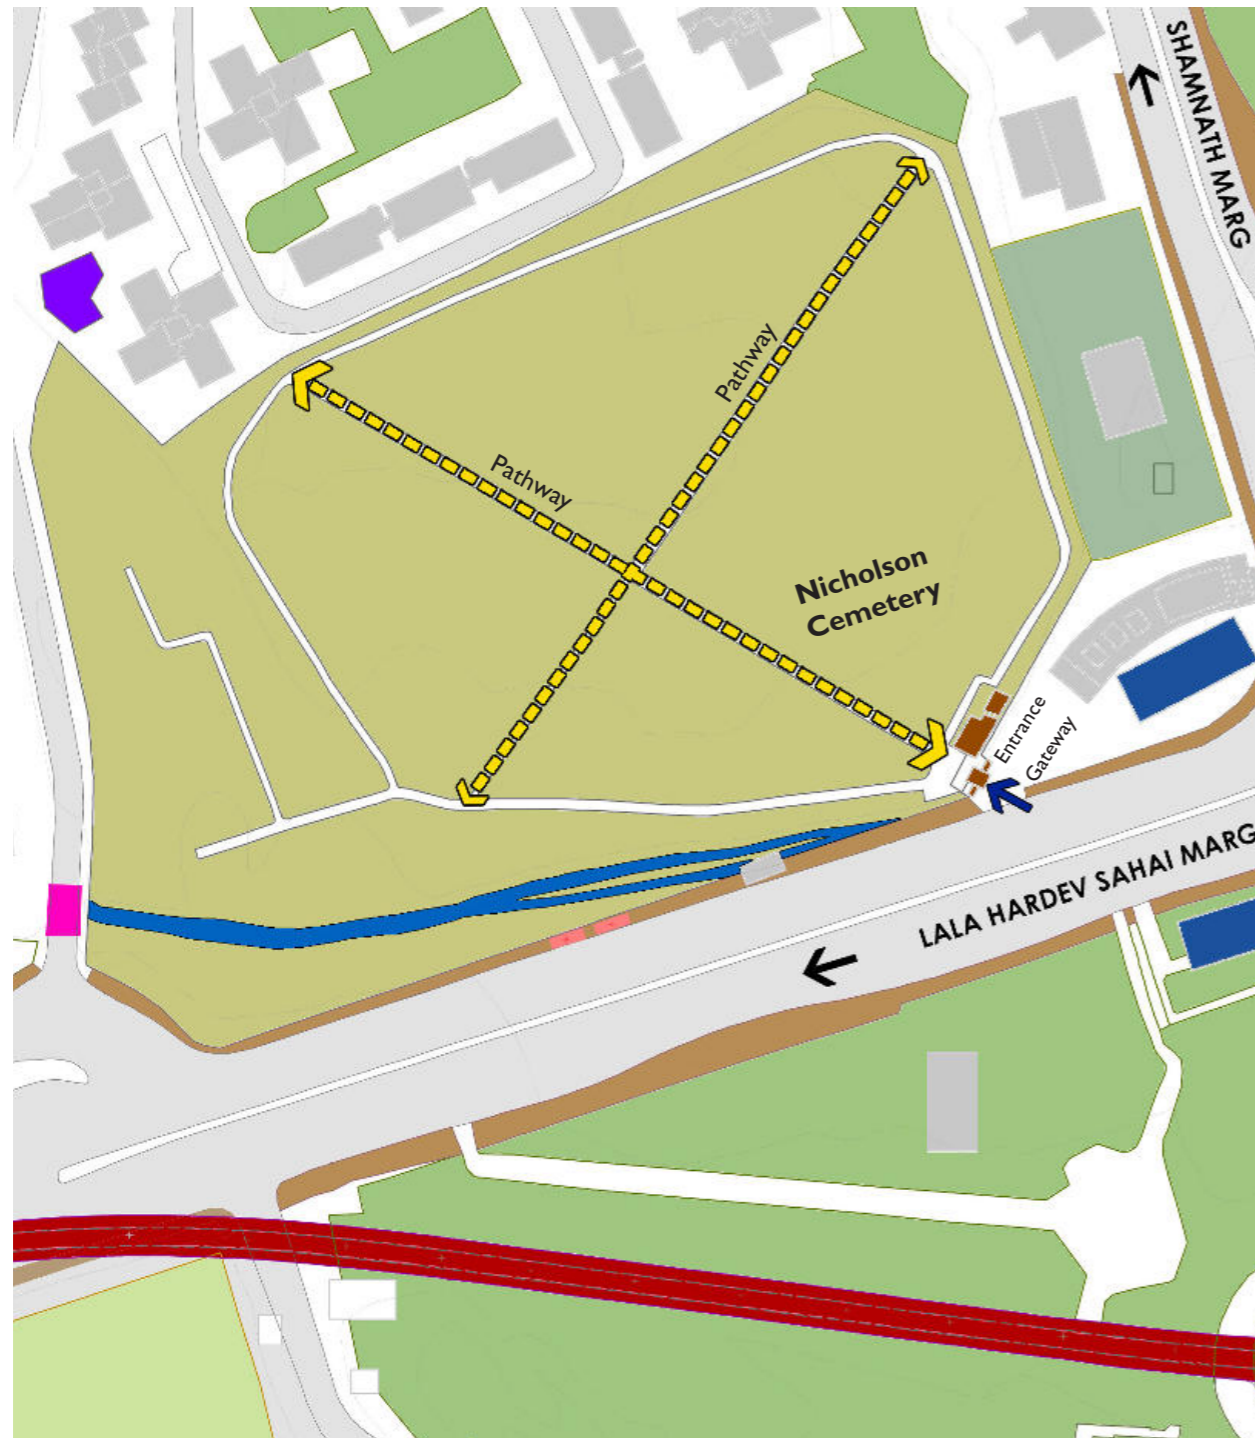 SHAMNATH MARG
Pathway
Pathway
Nicholson
Cemetery
Entrance
Gateway
LALA HARDEV SAHAI MARG